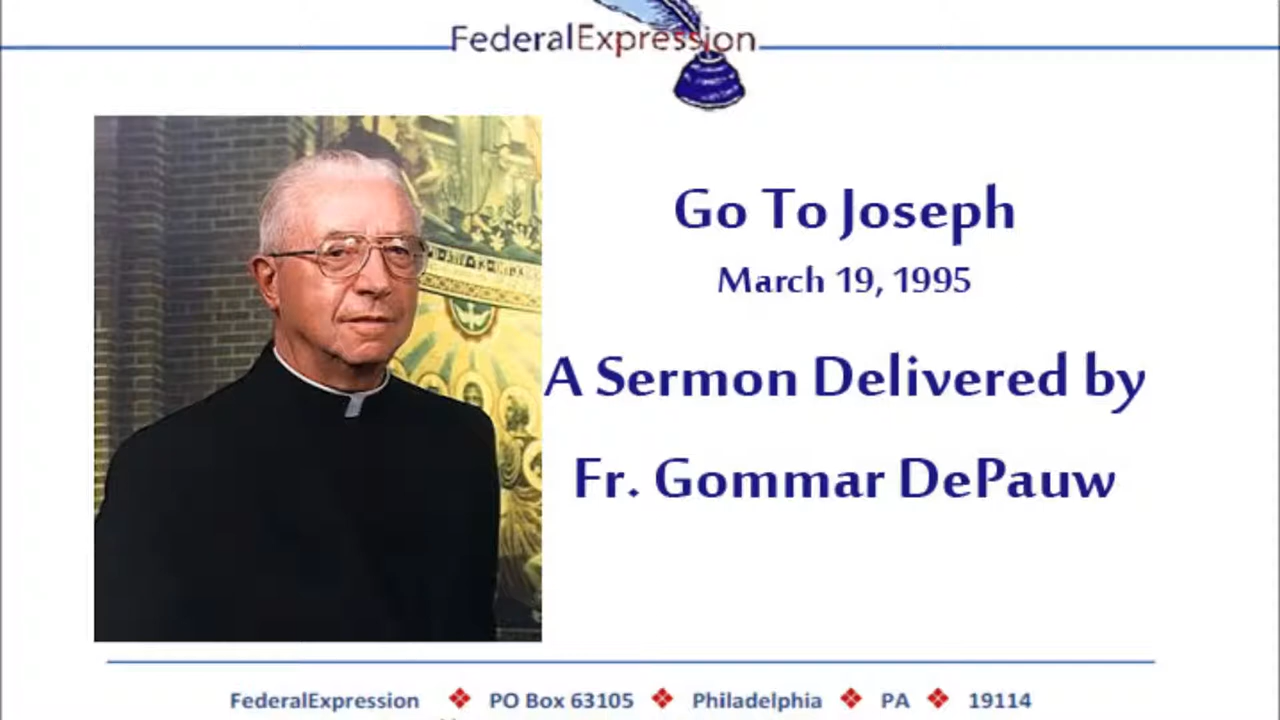 FederalExpression
Go To Joseph
March 19, 1995
A Sermon Delivered by
Fr. Gommar DePauw
FederalExpression ❖ PO Box 63105 ❖ Philadelphia ❖ PA ❖ 19114